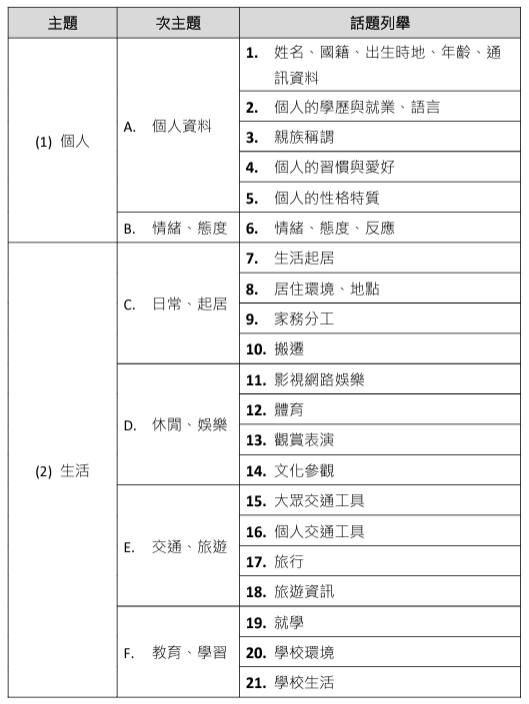 主題 次主題 話題列舉
(1) 個人
A. 個人資料
1. 姓名、國籍、出生時地、年齡、通
訊資料
2. 個人的學歷與就業、語言
3. 親族稱謂
4. 個人的習慣與愛好
5. 個人的性格特質
B. 情緒、態度
6. 情緒、態度、反應
(2) 生活
C. 日常、起居
7. 生活起居
8. 居住環境、地點
9. 家務分工
10. 搬遷
D. 休閒、娛樂
11. 影視網路娛樂
12. 體育
13. 觀賞表演
14. 文化參觀
E. 交通、旅遊
15. 大眾交通工具
16. 個人交通工具
17. 旅行
18. 旅遊資訊
F. 教育、學習
19. 就學
20. 學校環境
21. 學校生活